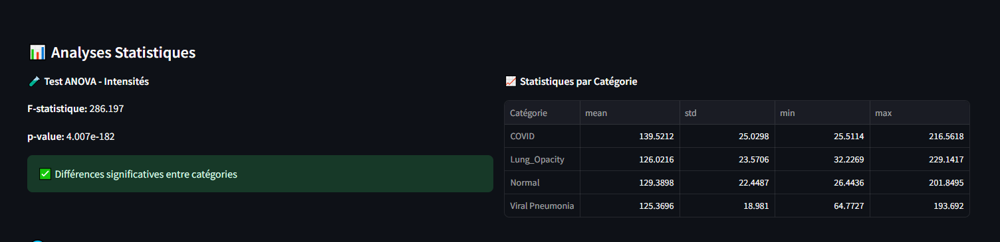 📊 Analyses Statistiques
🧪 Test ANOVA - Intensités
F-statistique: 286.197
p-value: 4.007e-182
✅ Différences significatives entre catégories
📈 Statistiques par Catégorie
Catégorie mean std min max
COVID 139.5212 25.0298 25.5114 216.5618
Lung_Opacity 126.0216 23.5706 32.2269 229.1417
Normal 129.3898 22.4487 26.4436 201.8495
Viral Pneumonia 125.3696 18.981 64.7727 193.692